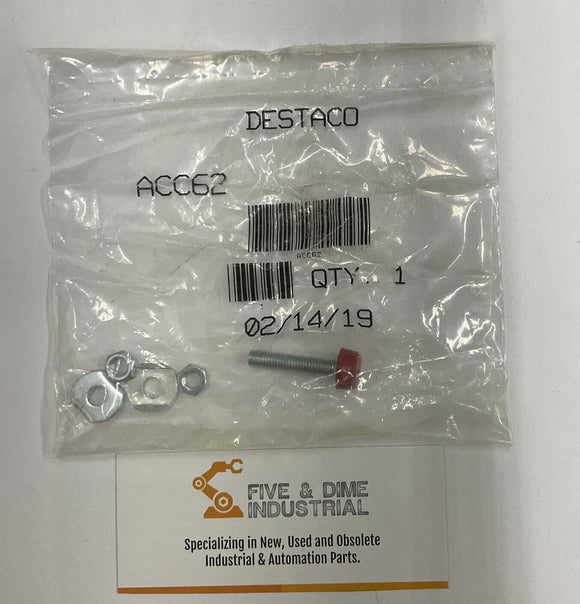 DESTACO
ACC62
ACC62
QTY. 1
1
02/14/19
FIVE & DIME
INDUSTRIAL
Specializing in New, Used and Obsolete
Industrial & Automation Parts.